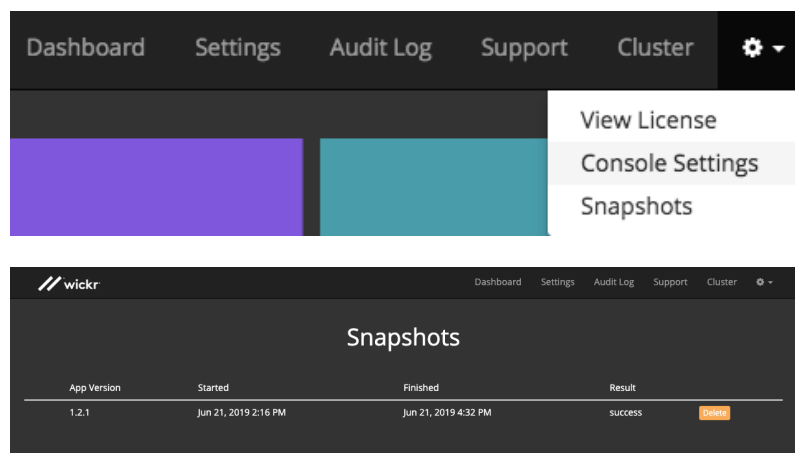 Dashboard Settings Audit Log Support Cluster
View License
Console Settings
Snapshots
wickr
Dashboard Settings Audit Log Support Cluster
Snapshots
App Version Started Finished Result
1.2.1 Jun 21, 2019 2:16 PM Jun 21, 2019 4:32 PM success Delete